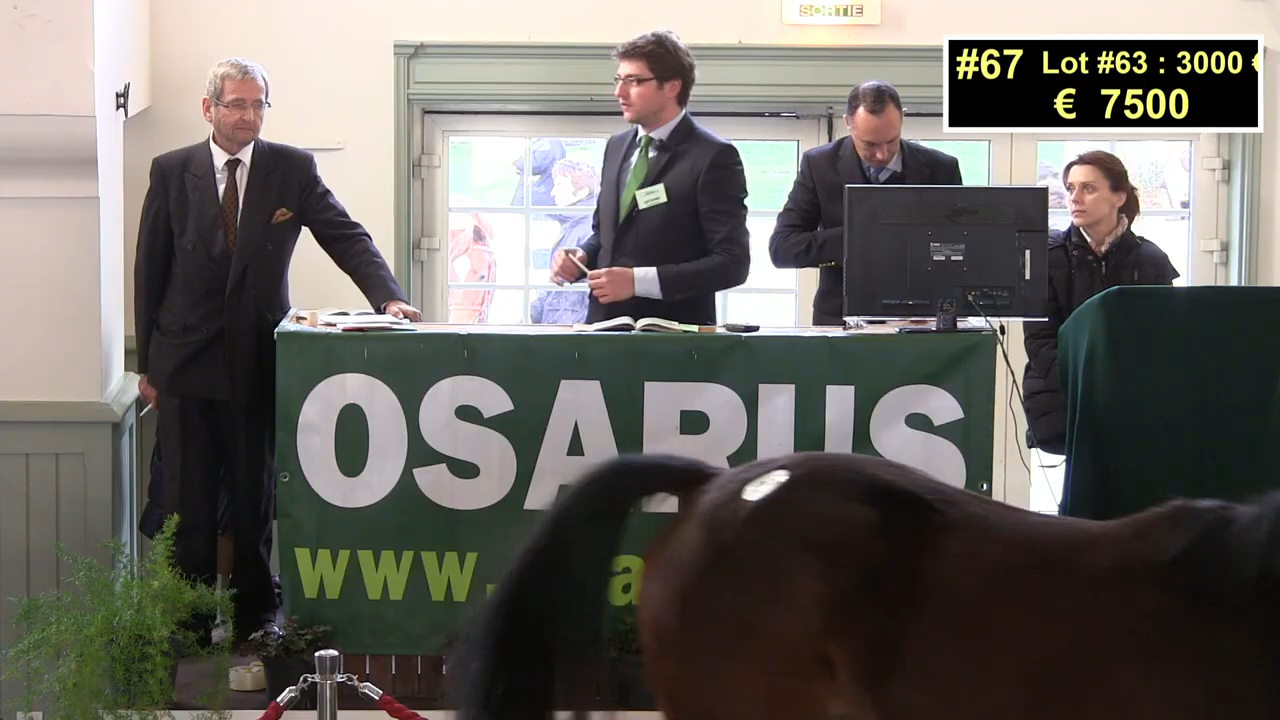 SORTIE
#67 Lot #63 : 3000 €
€ 7500
OSARUS
www.